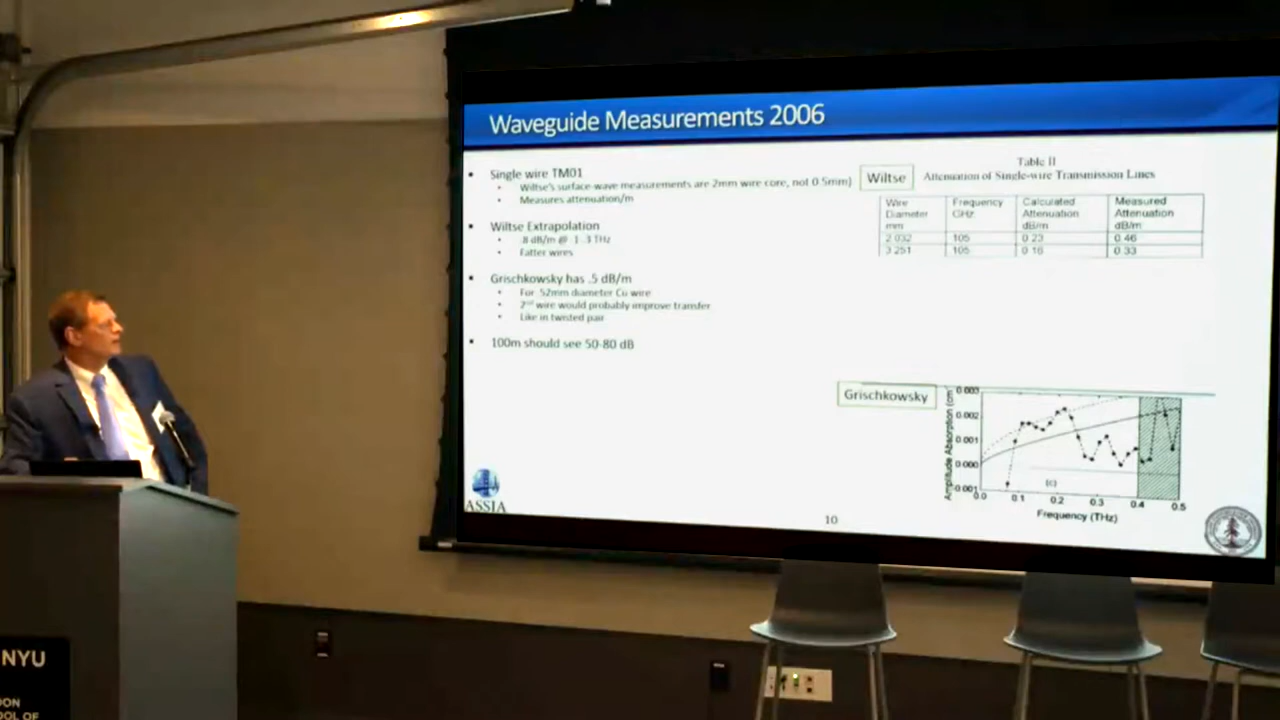 Waveguide Measurements 2006
Single wire TM01
Wiltse's surface-wave measurements are 2mm wire core, not 0.5mm)
Measures attenuation/m
Wiltse Extrapolation
.8 dB/m @ .1-.3 THz
Fatter wires
Grischkowsky has .5 dB/m
For .52mm diameter Cu wire
2nd wire would probably improve transfer
Like in twisted pair
100m should see 50-80 dB
Wiltse
Table II
Attenuation of Single-wire Transmission Lines
Wire Diameter mm
Frequency GHz
Calculated Attenuation dB/m
Measured Attenuation dB/m
2.032 105 0.23 0.46
3.251 105 0.16 0.33
Grischkowsky
Amplitude Absorption (cm
0.003
0.002
0.001
0.000
0.001
(c)
0.0 0.1 0.2 0.3 0.4 0.5
Frequency (THz)
ASSIA
10
NYU
OOL OF